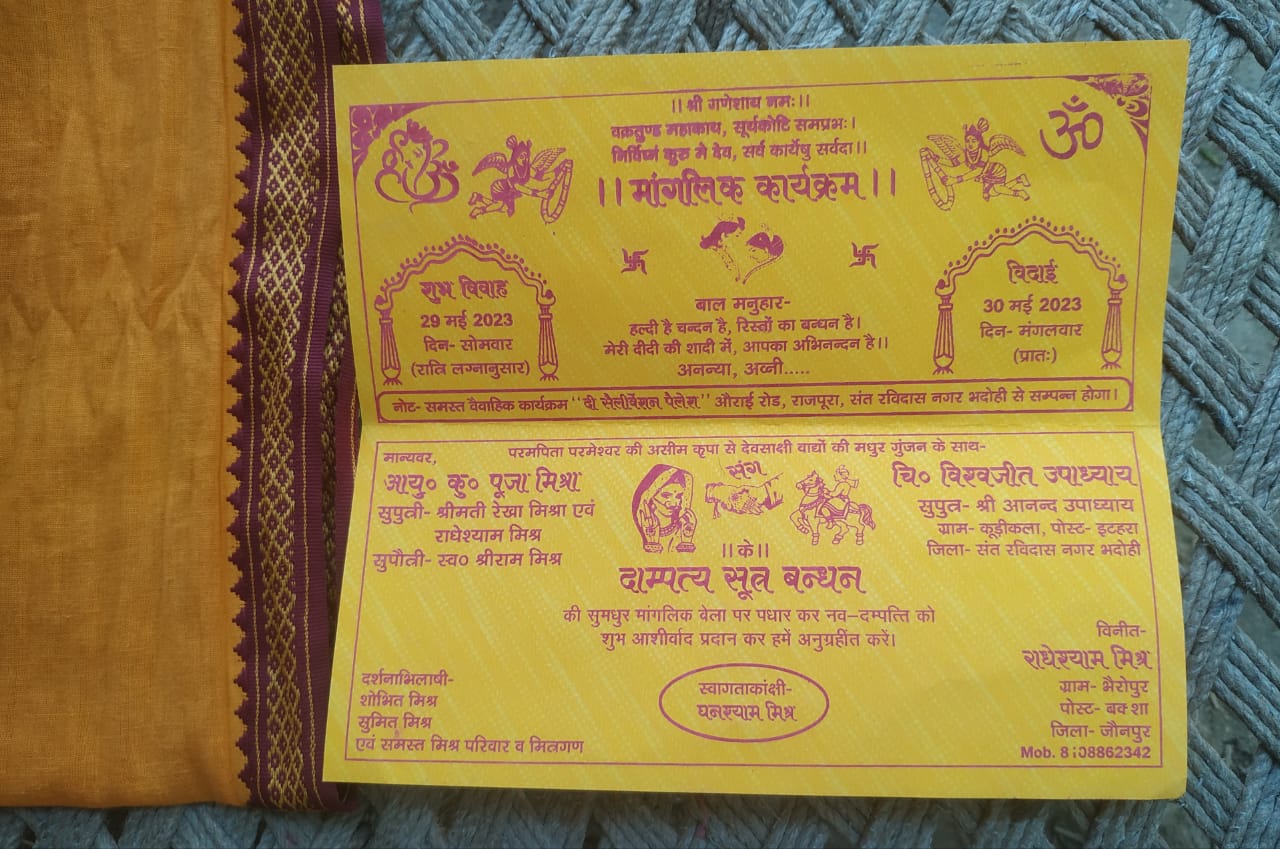 ।। श्री गणेशाय नमः।।
वक्रतुण्ड महाकाय, सूर्यकोटि समप्रभः।
निर्विघ्नं कुरु मे देव, सर्व कार्येषु सर्वदा।।
।। मांगलिक कार्यक्रम ।।
ॐ
शुभ विवाह
29 मई 2023
दिन- सोमवार
(रात्रि लग्नानुसार)
बाल मनुहार-
हल्दी है चन्दन है, रिस्तों का बन्धन है।
मेरी दीदी की शादी में, आपका अभिनन्दन है।।
अनन्या, अव्नी.....
विदाई
30 मई 2023
दिन- मंगलवार
(प्रातः)
नोट- समस्त वैवाहिक कार्यक्रम "दी सैलीब्रेशन पैलेश" औराई रोड, राजपूरा, संत रविदास नगर भदोही से सम्पन्न होगा।
परमपिता परमेश्वर की असीम कृपा से देवसाक्षी वाद्यों की मधुर गुंजन के साथ-
मान्यवर,
आयु० कु० पूजा मिश्रा
सुपुत्री- श्रीमती रेखा मिश्रा एवं
राधेश्याम मिश्र
सुपौत्री- स्व० श्रीराम मिश्र
संग
चि० विश्वजीत उपाध्याय
सुपुत्र- श्री आनन्द उपाध्याय
ग्राम- कूड़ीकला, पोस्ट- इटहरा
जिला- संत रविदास नगर भदोही
।। के।।
दाम्पत्य सूत्र बन्धन
की सुमधुर मांगलिक वेला पर पधार कर नव–दम्पत्ति को
शुभ आशीर्वाद प्रदान कर हमें अनुग्रहींत करें।
दर्शनाभिलाषी-
शोभित मिश्र
सुमित मिश्र
एवं समस्त मिश्र परिवार व मित्रगण
स्वागताकांक्षी-
घनश्याम मिश्र
विनीत-
राधेश्याम मिश्र
ग्राम- भैरोपुर
पोस्ट- बक्शा
जिला- जौनपुर
Mob.